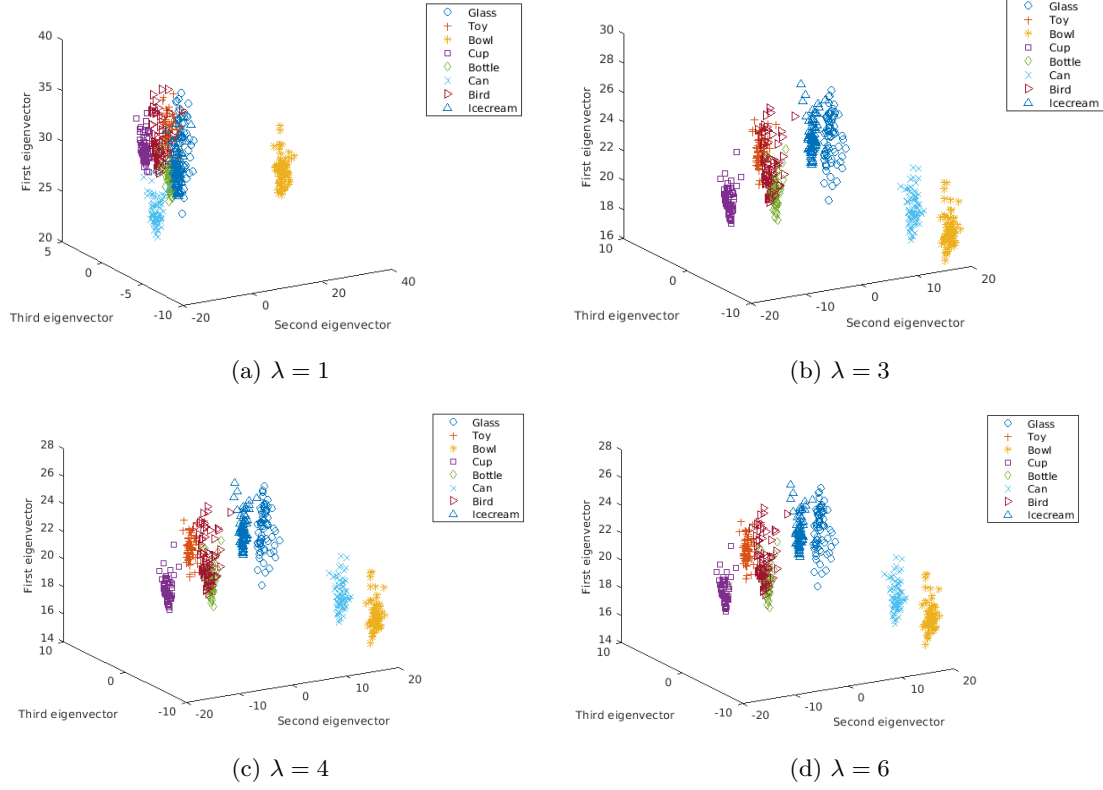 Glass
Toy
Bowl
Cup
Bottle
Can
Bird
Icecream
40
35
30
25
20
First eigenvector
5
0
-5
-10
Third eigenvector
-20
0
20
40
Second eigenvector
(a) λ = 1
Glass
Toy
Bowl
Cup
Bottle
Can
Bird
Icecream
30
28
26
24
22
20
18
16
First eigenvector
10
0
-10
Third eigenvector
-20
-10
0
10
20
Second eigenvector
(b) λ = 3
Glass
Toy
Bowl
Cup
Bottle
Can
Bird
Icecream
28
26
24
22
20
18
16
14
First eigenvector
10
0
-10
Third eigenvector
-20
-10
0
10
20
Second eigenvector
(c) λ = 4
Glass
Toy
Bowl
Cup
Bottle
Can
Bird
Icecream
28
26
24
22
20
18
16
14
First eigenvector
10
0
-10
Third eigenvector
-20
-10
0
10
20
Second eigenvector
(d) λ = 6